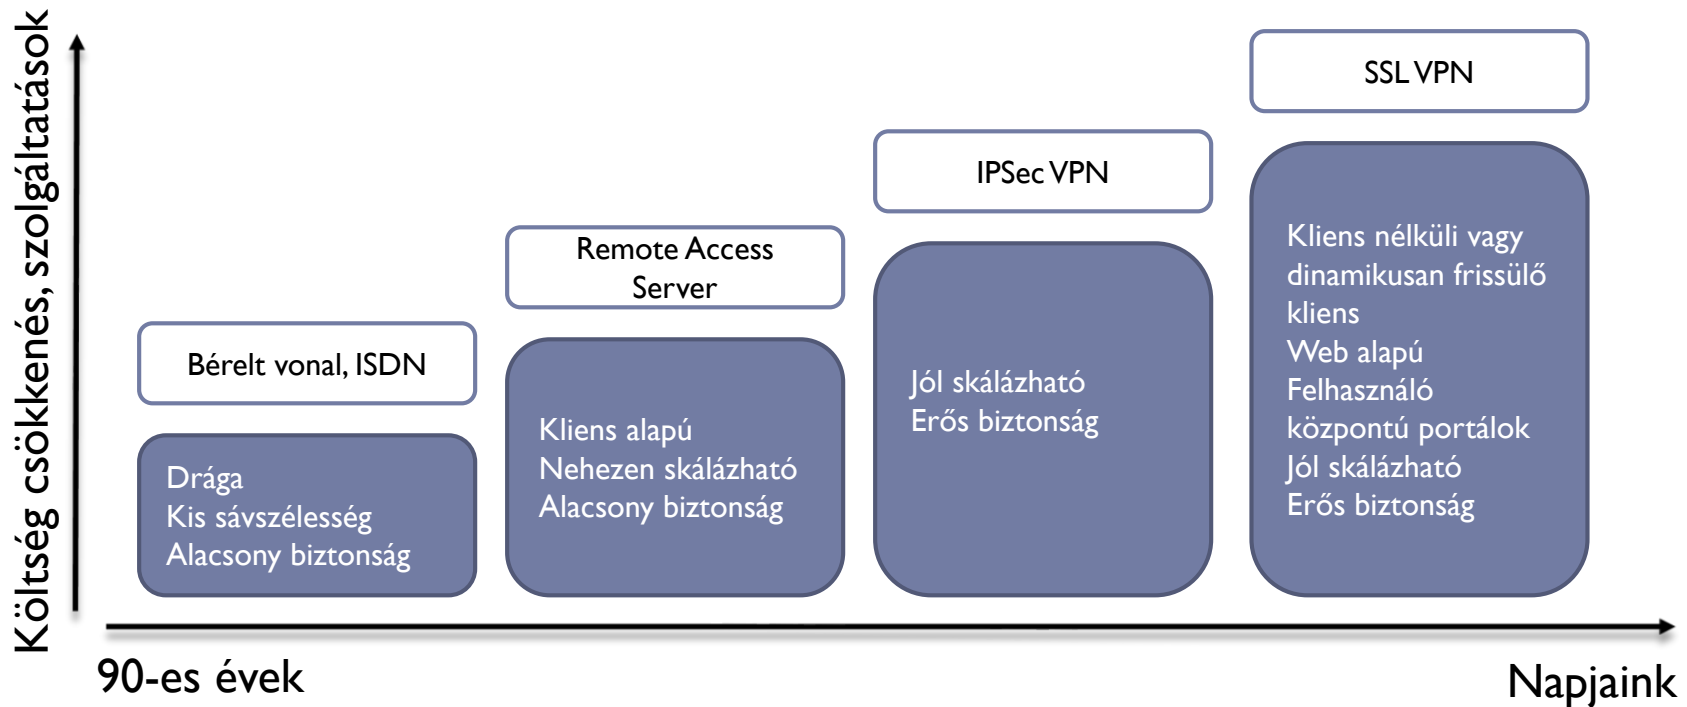 Költség csökkenés, szolgáltatások
Bérelt vonal, ISDN
Drága
Kis sávszélesség
Alacsony biztonság
Remote Access
Server
Kliens alapú
Nehezen skálázható
Alacsony biztonság
IPSec VPN
Jól skálázható
Erős biztonság
SSL VPN
Kliens nélküli vagy
dinamikusan frissülő
kliens
Web alapú
Felhasználó
központú portálok
Jól skálázható
Erős biztonság
90-es évek
Napjaink